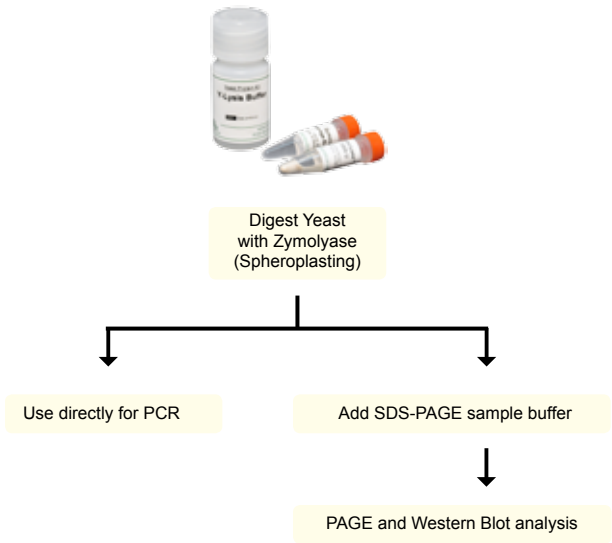 Y-Lysis Buffer
Digest Yeast
with Zymolyase
(Spheroplasting)
Use directly for PCR
Add SDS-PAGE sample buffer
PAGE and Western Blot analysis